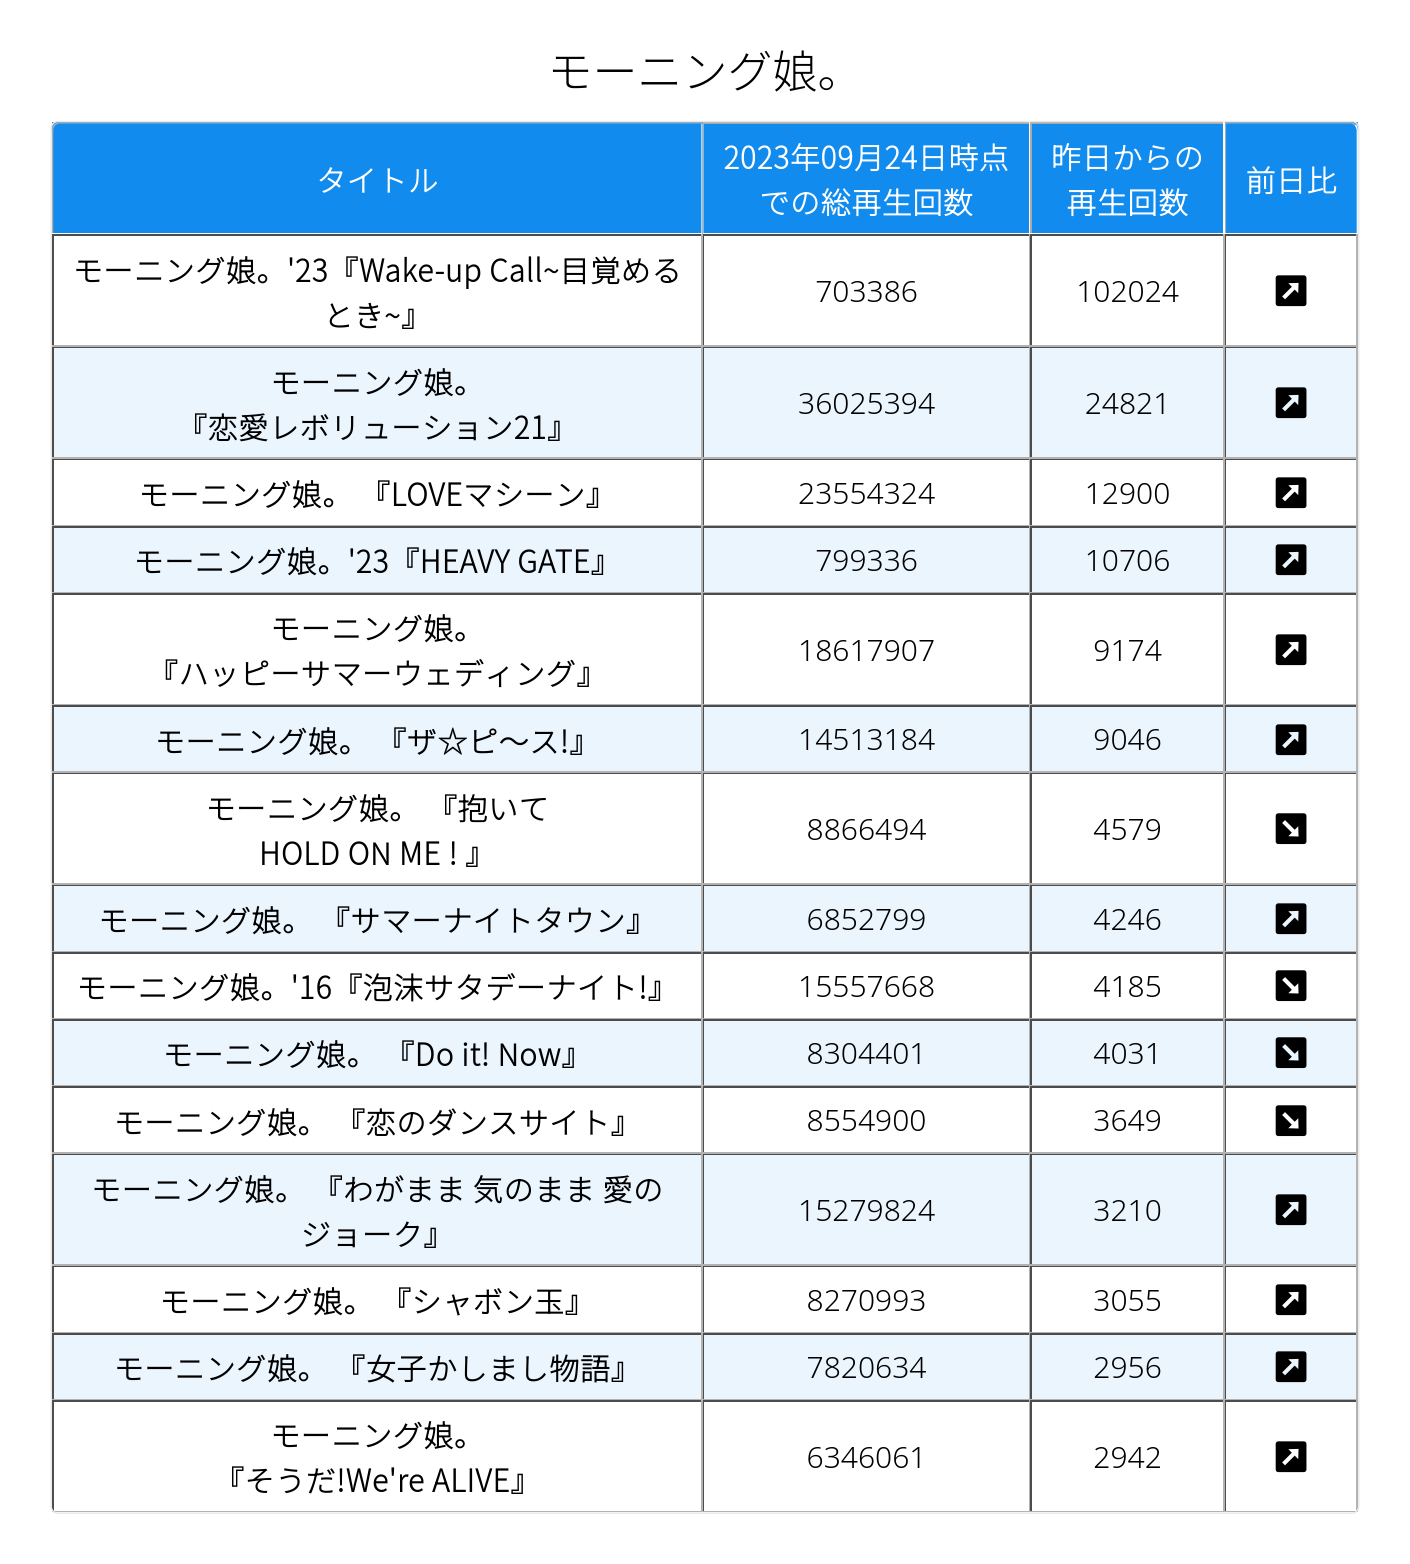 モーニング娘。
タイトル
2023年09月24日時点
での総再生回数
昨日からの
再生回数
前日比
モーニング娘。'23『Wake-up Call~目覚める
とき~』
703386
102024
モーニング娘。
『恋愛レボリューション21』
36025394
24821
モーニング娘。 『LOVEマシーン』
23554324
12900
モーニング娘。'23『HEAVY GATE』
799336
10706
モーニング娘。
『ハッピーサマーウェディング』
18617907
9174
モーニング娘。 『ザ☆ピ〜ス!』
14513184
9046
モーニング娘。 『抱いて
HOLD ON ME ! 』
8866494
4579
モーニング娘。 『サマーナイトタウン』
6852799
4246
モーニング娘。'16『泡沫サタデーナイト!』
15557668
4185
モーニング娘。 『Do it! Now』
8304401
4031
モーニング娘。 『恋のダンスサイト』
8554900
3649
モーニング娘。 『わがまま 気のまま 愛の
ジョーク』
15279824
3210
モーニング娘。 『シャボン玉』
8270993
3055
モーニング娘。 『女子かしまし物語』
7820634
2956
モーニング娘。
『そうだ!We're ALIVE』
6346061
2942